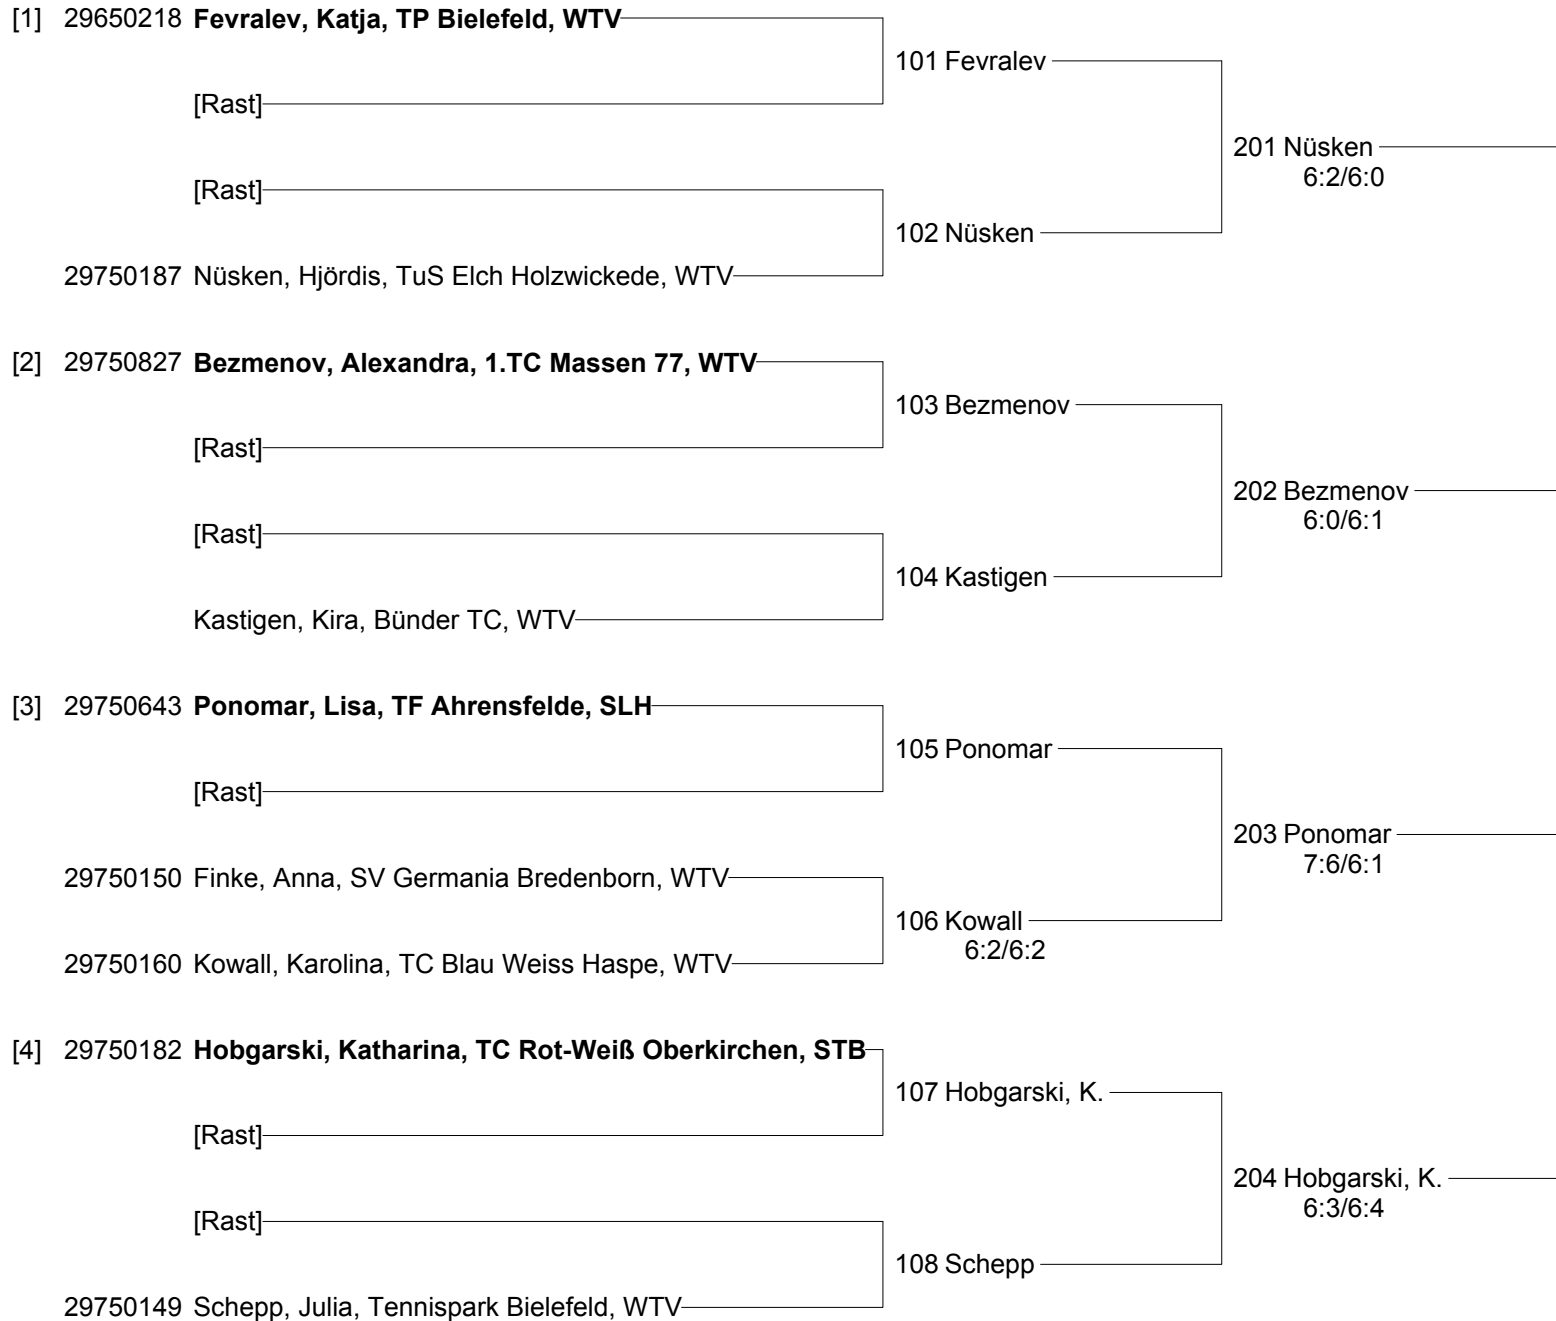 [1] 29650218 Fevralev, Katja, TP Bielefeld, WTV
101 Fevralev
[Rast]
201 Nüsken
6:2/6:0
[Rast]
102 Nüsken
29750187 Nüsken, Hjördis, TuS Elch Holzwickede, WTV
[2] 29750827 Bezmenov, Alexandra, 1.TC Massen 77, WTV
103 Bezmenov
[Rast]
202 Bezmenov
6:0/6:1
[Rast]
104 Kastigen
Kastigen, Kira, Bünder TC, WTV
[3] 29750643 Ponomar, Lisa, TF Ahrensfelde, SLH
105 Ponomar
[Rast]
203 Ponomar
7:6/6:1
29750150 Finke, Anna, SV Germania Bredenborn, WTV
106 Kowall
6:2/6:2
29750160 Kowall, Karolina, TC Blau Weiss Haspe, WTV
[4] 29750182 Hobgarski, Katharina, TC Rot-Weiß Oberkirchen, STB
107 Hobgarski, K.
[Rast]
204 Hobgarski, K.
6:3/6:4
[Rast]
108 Schepp
29750149 Schepp, Julia, Tennispark Bielefeld, WTV